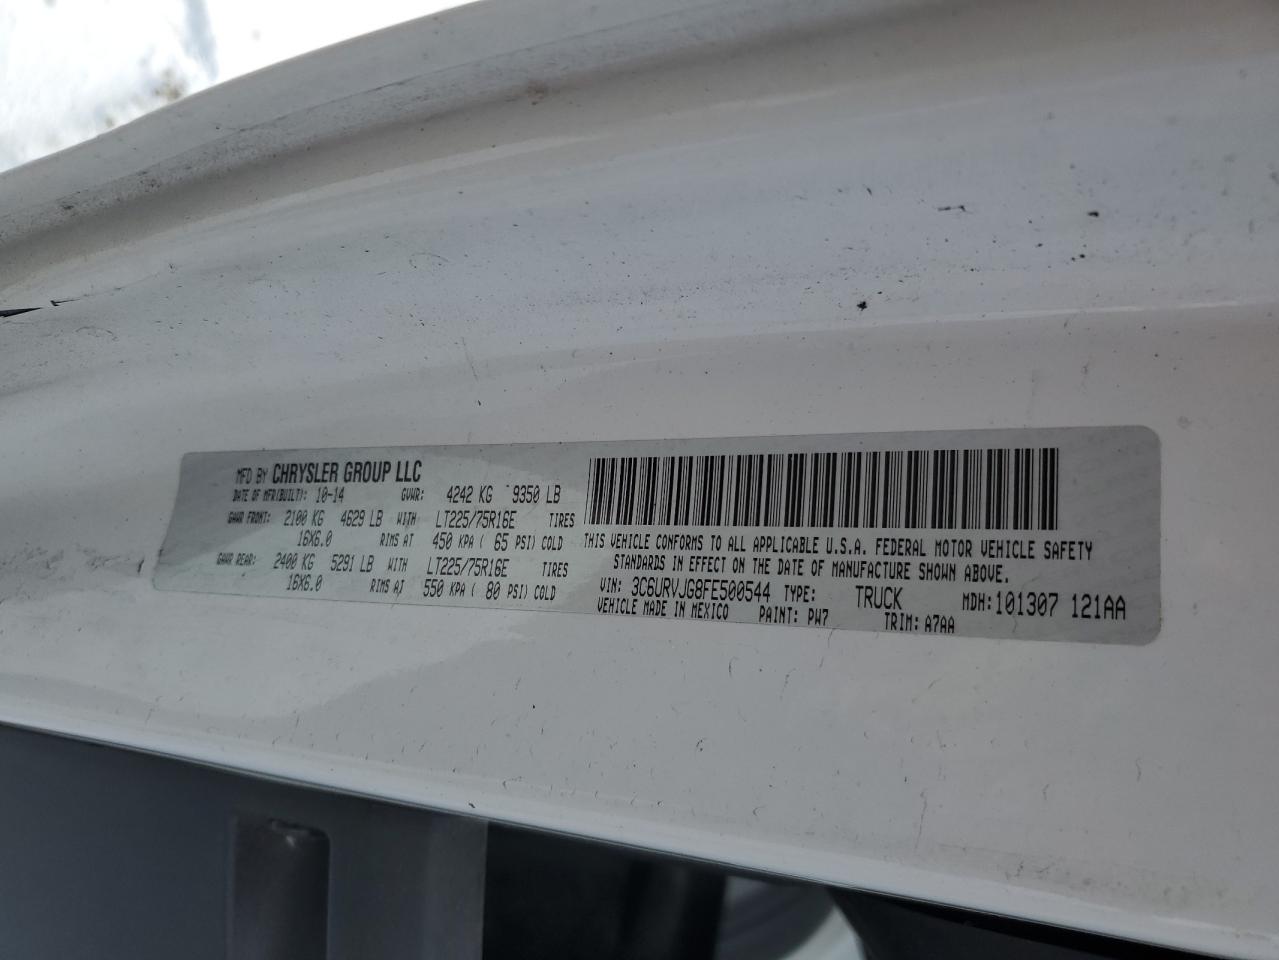 MFD BY CHRYSLER GROUP LLC
DATE OF MFR(BUILT): 10-14 GVWR: 4242 KG 9350 LB
GAWR FRONT: 2100 KG 4629 LB WITH LT225/75R16E TIRES
16X6.0 RIMS AT 450 KPA ( 65 PSI) COLD
GAWR REAR: 2400 KG 5291 LB WITH LT225/75R16E TIRES
16X6.0 RIMS AT 550 KPA ( 80 PSI) COLD
THIS VEHICLE CONFORMS TO ALL APPLICABLE U.S.A. FEDERAL MOTOR VEHICLE SAFETY
STANDARDS IN EFFECT ON THE DATE OF MANUFACTURE SHOWN ABOVE.
VIN: 3C6URVJG8FE500544 TYPE: TRUCK MDH:101307 121AA
VEHICLE MADE IN MEXICO PAINT: PW7 TRIM: A7AA